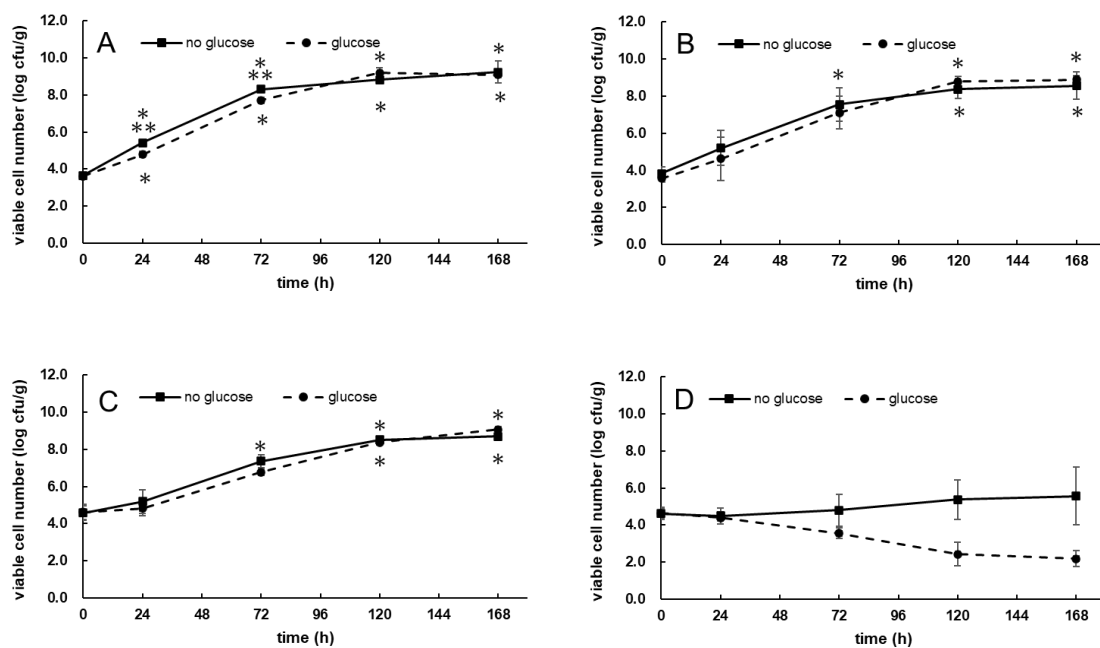 A
no glucose
glucose
viable cell number (log cfu/g)
12.0
10.0
8.0
6.0
4.0
2.0
0.0
*
**
*
*
**
*
*
*
*
*
0 24 48 72 96 120 144 168
time (h)
B
no glucose
glucose
viable cell number (log cfu/g)
12.0
10.0
8.0
6.0
4.0
2.0
0.0
*
*
*
*
*
0 24 48 72 96 120 144 168
time (h)
C
no glucose
glucose
viable cell number (log cfu/g)
12.0
10.0
8.0
6.0
4.0
2.0
0.0
*
*
*
*
*
0 24 48 72 96 120 144 168
time (h)
D
no glucose
glucose
viable cell number (log cfu/g)
12.0
10.0
8.0
6.0
4.0
2.0
0.0
0 24 48 72 96 120 144 168
time (h)